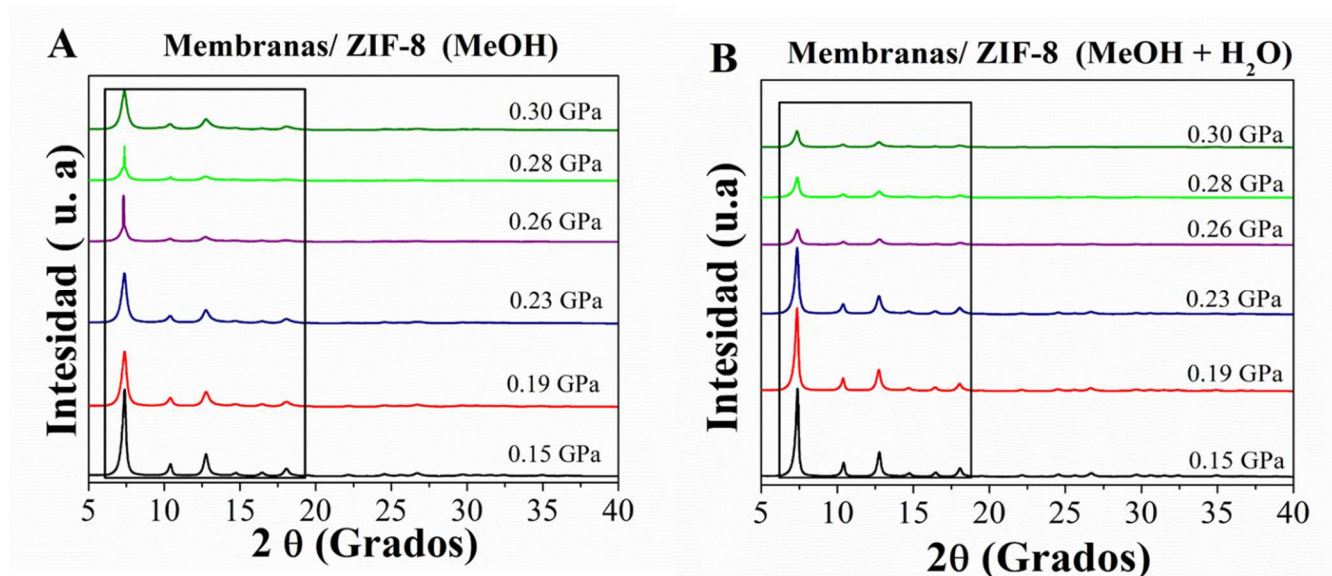 A
Membranas/ ZIF-8 (MeOH)
Intesidad ( u. a)
0.30 GPa
0.28 GPa
0.26 GPa
0.23 GPa
0.19 GPa
0.15 GPa
5 10 15 20 25 30 35 40
2 θ (Grados)
B
Membranas/ ZIF-8 (MeOH + H₂O)
Intesidad (u.a)
0.30 GPa
0.28 GPa
0.26 GPa
0.23 GPa
0.19 GPa
0.15 GPa
5 10 15 20 25 30 35 40
2θ (Grados)